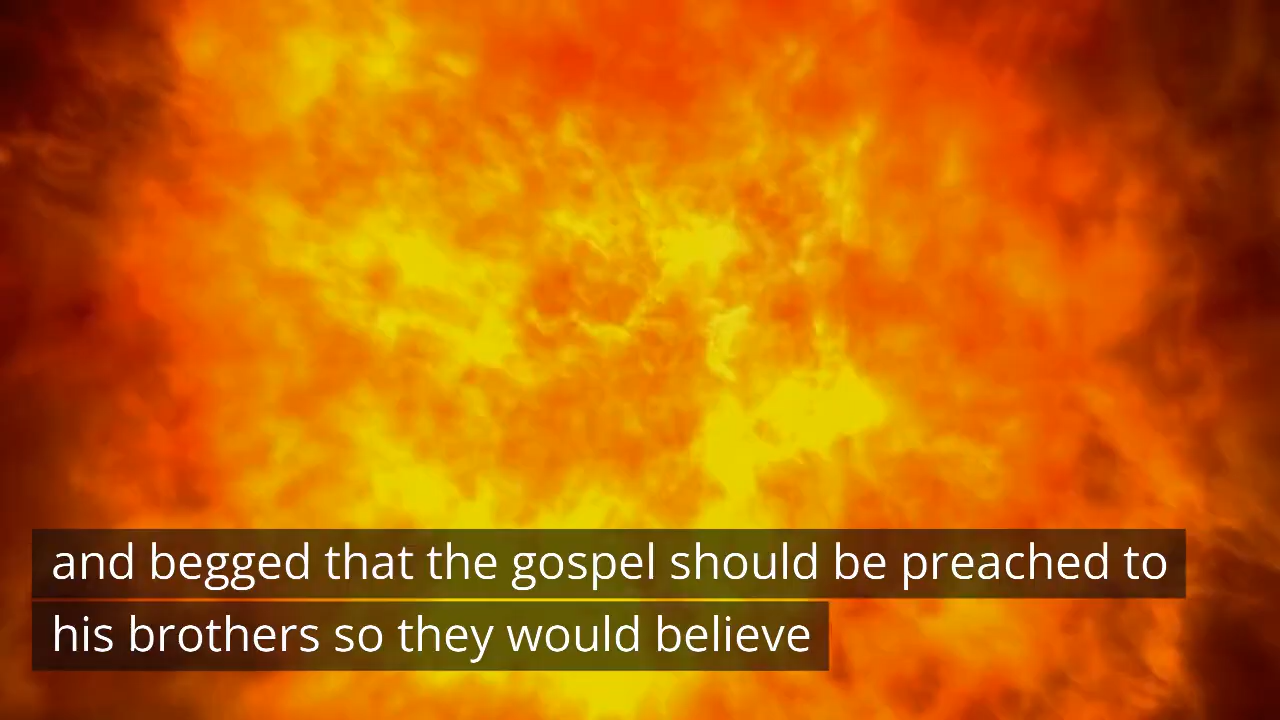 and begged that the gospel should be preached to
his brothers so they would believe